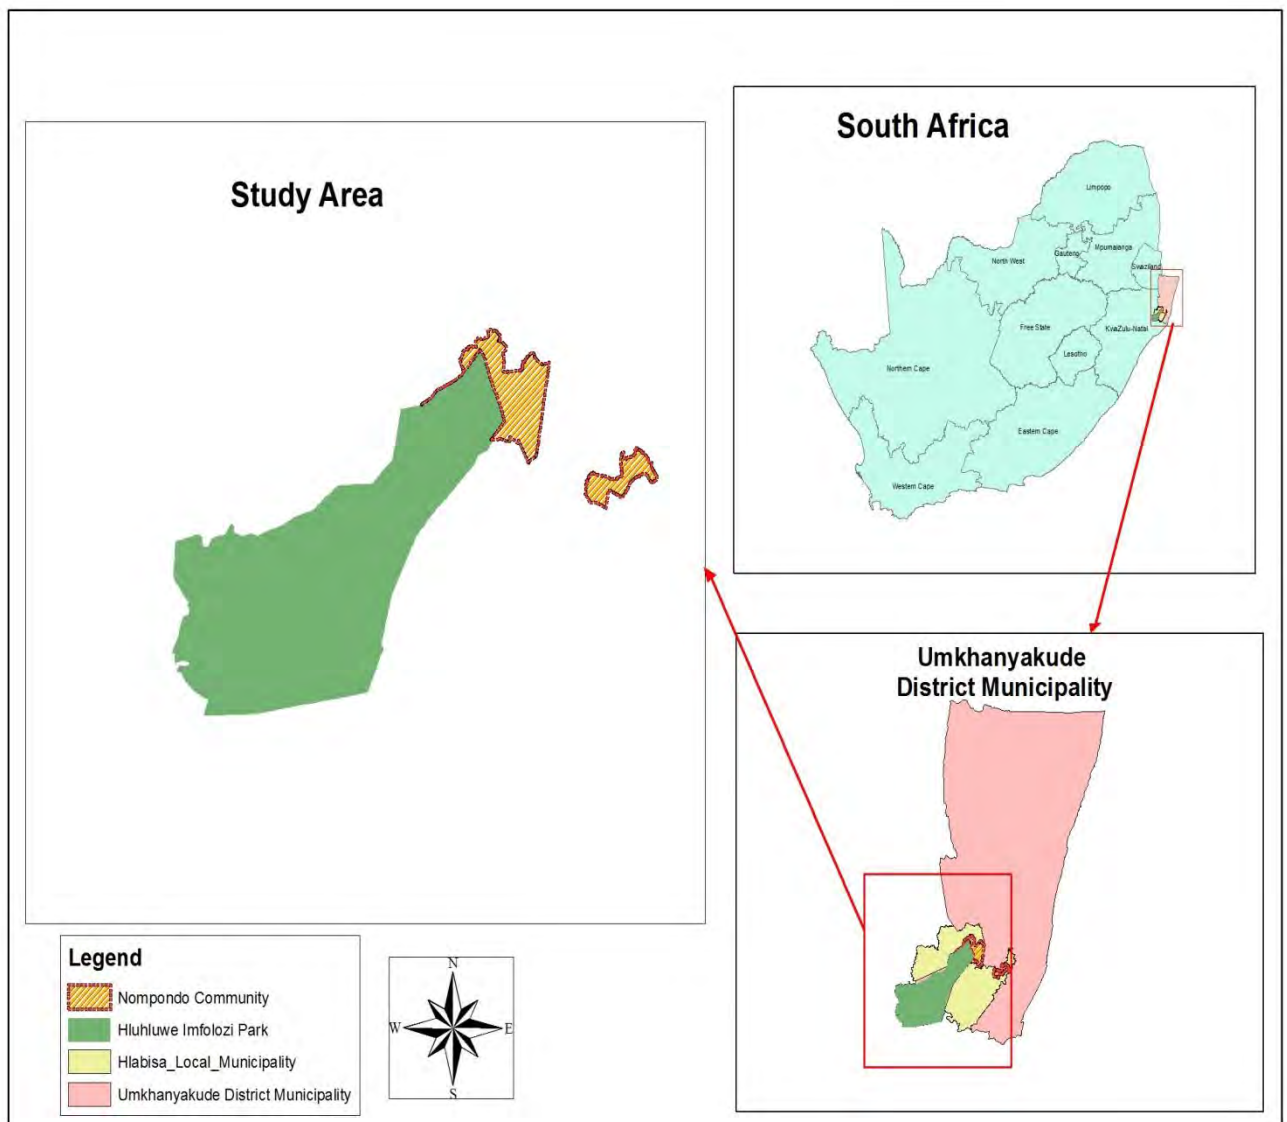 Study Area
South Africa
Limpopo
Mpumalanga
North West
Gauteng
Swaziland
Free State
KwaZulu-Natal
Lesotho
Northern Cape
Eastern Cape
Western Cape
Umkhanyakude
District Municipality
Legend
Nompondo Community
Hluhluwe Imfolozi Park
Hlabisa_Local_Municipality
Umkhanyakude District Municipality
N
W
E
S